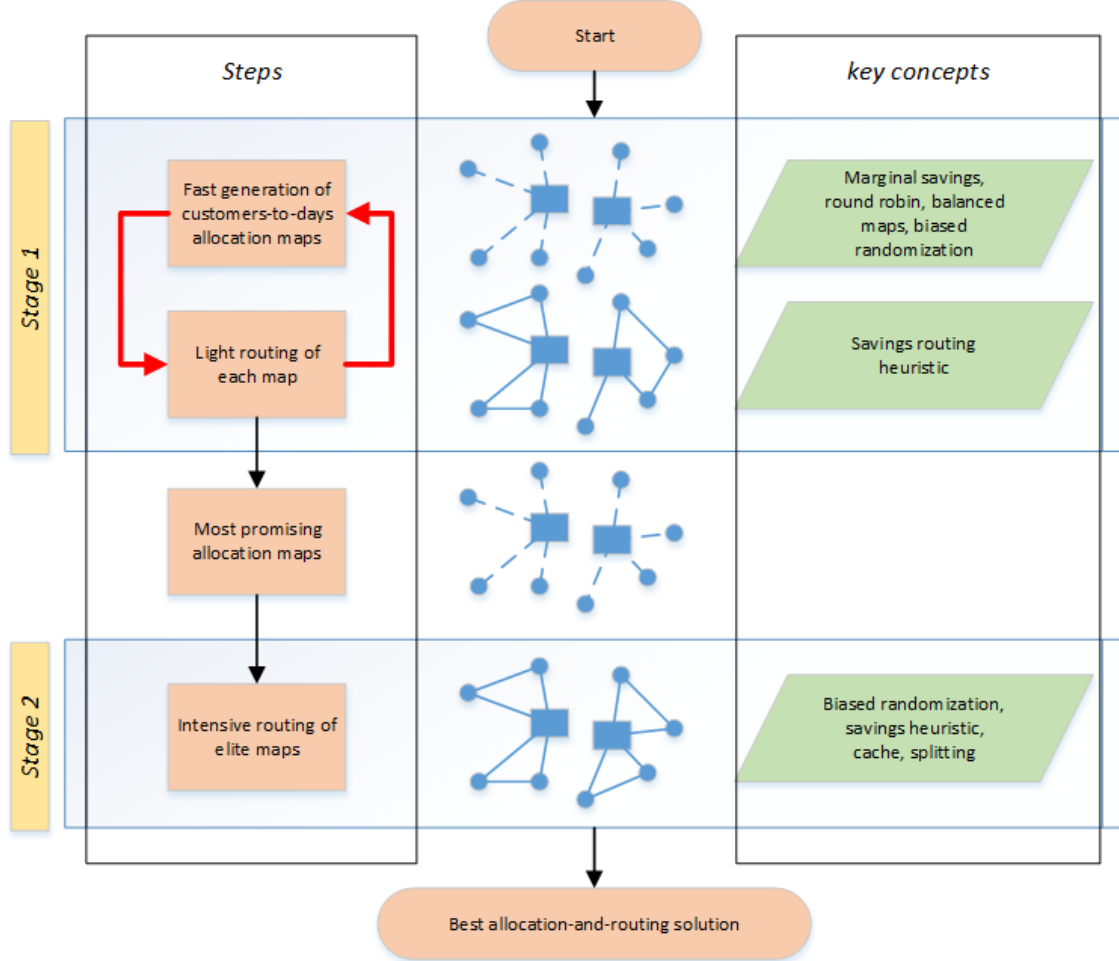 Start
Steps
key concepts
Stage 1
Fast generation of
customers-to-days
allocation maps
Marginal savings,
round robin, balanced
maps, biased
randomization
Light routing of
each map
Savings routing
heuristic
Most promising
allocation maps
Stage 2
Intensive routing of
elite maps
Biased randomization,
savings heuristic,
cache, splitting
Best allocation-and-routing solution